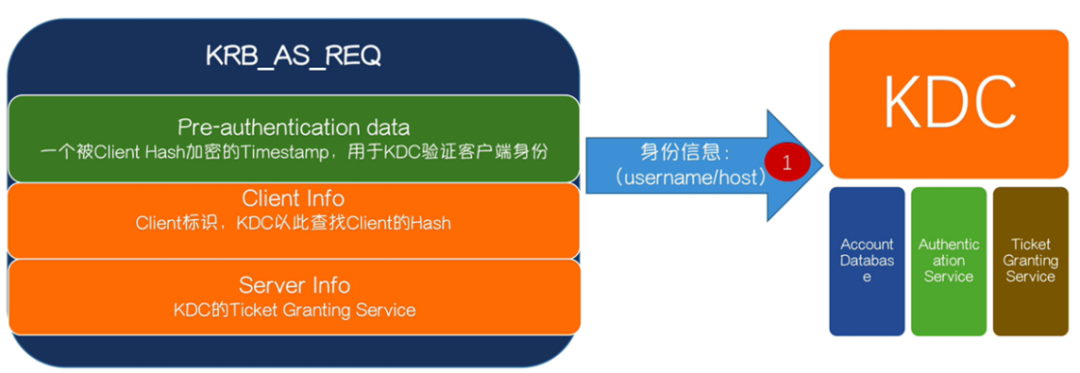 KRB_AS_REQ
Pre-authentication data
一个被Client Hash加密的Timestamp，用于KDC验证客户端身份
Client Info
Client标识，KDC以此查找Client的Hash
Server Info
KDC的Ticket Granting Service
身份信息：
（username/host）
1
KDC
Account
Databas
e
Authentic
ation
Service
Ticket
Granting
Service